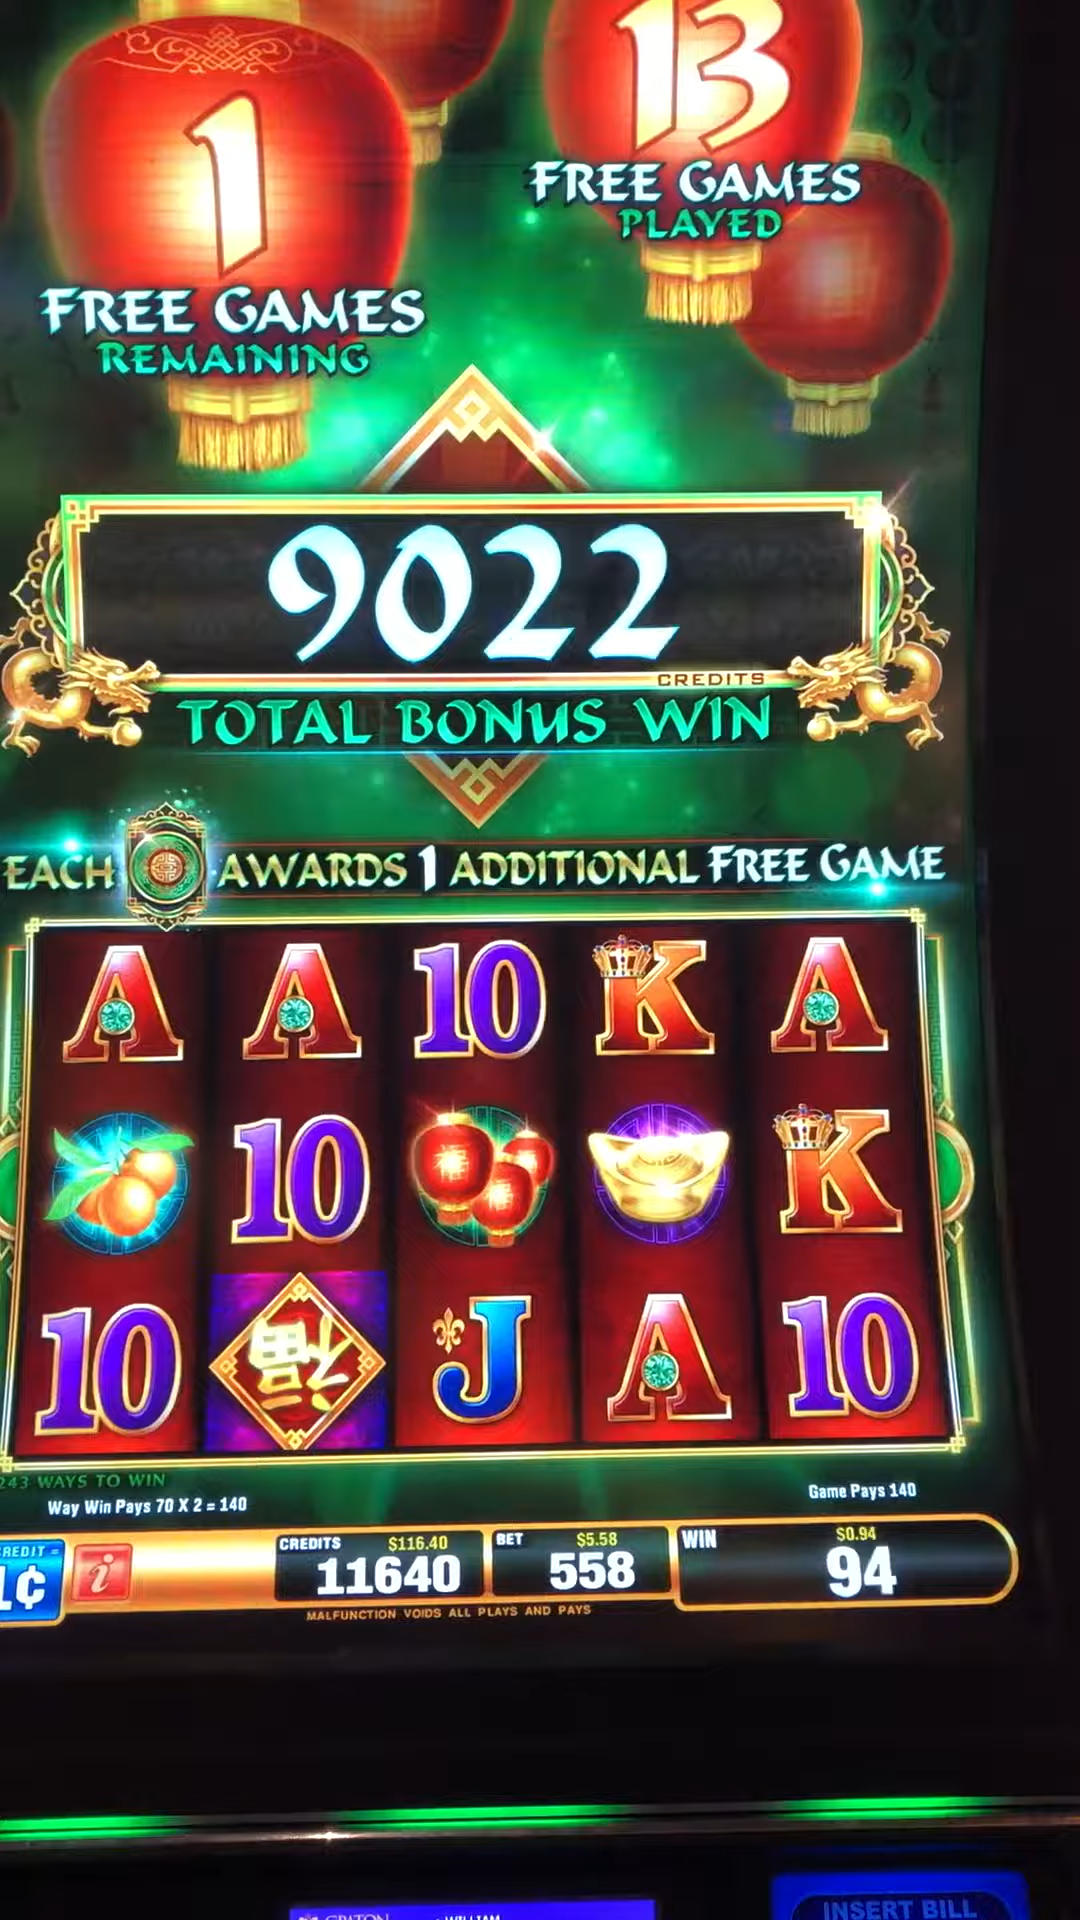 1
FREE GAMES
REMAINING
13
FREE GAMES
PLAYED
9022
CREDITS
TOTAL BONUS WIN
EACH AWARDS 1 ADDITIONAL FREE GAME
A A 10 K A
10 K
10 福 J A 10
243 WAYS TO WIN
Way Win Pays 70 X 2 = 140
Game Pays 140
CREDIT =
1¢
i
CREDITS $116.40
11640
BET $5.58
558
WIN $0.94
94
MALFUNCTION VOIDS ALL PLAYS AND PAYS
GRATON WILLIAM
INSERT BILL